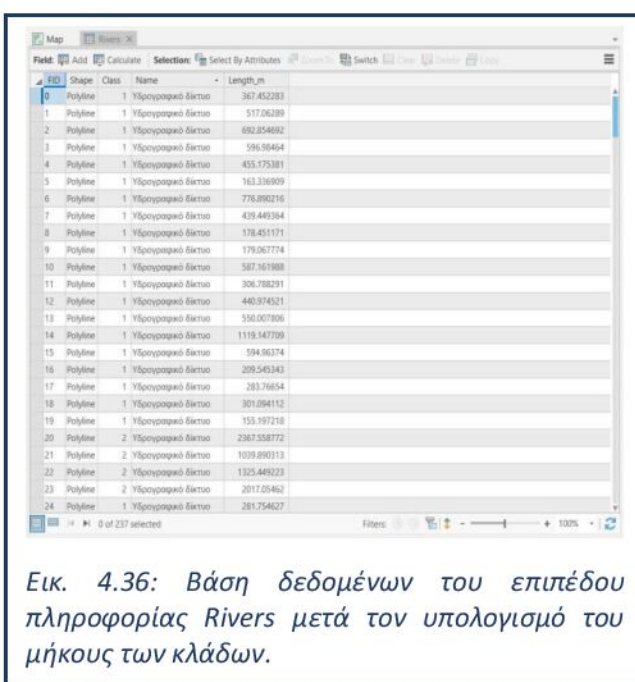 Map Rivers
Field: Add Calculate Selection: Select By Attributes Zoom To Switch Clear Delete Copy
FID Shape Class Name Length_m
0 Polyline 1 Υδρογραφικό δίκτυο 367.452283
1 Polyline 1 Υδρογραφικό δίκτυο 517.06289
2 Polyline 1 Υδρογραφικό δίκτυο 692.854692
3 Polyline 1 Υδρογραφικό δίκτυο 596.98464
4 Polyline 1 Υδρογραφικό δίκτυο 455.175381
5 Polyline 1 Υδρογραφικό δίκτυο 163.336909
6 Polyline 1 Υδρογραφικό δίκτυο 776.890216
7 Polyline 1 Υδρογραφικό δίκτυο 439.449364
8 Polyline 1 Υδρογραφικό δίκτυο 178.451171
9 Polyline 1 Υδρογραφικό δίκτυο 179.067774
10 Polyline 1 Υδρογραφικό δίκτυο 587.161988
11 Polyline 1 Υδρογραφικό δίκτυο 306.788291
12 Polyline 1 Υδρογραφικό δίκτυο 440.974521
13 Polyline 1 Υδρογραφικό δίκτυο 550.007806
14 Polyline 1 Υδρογραφικό δίκτυο 1119.147709
15 Polyline 1 Υδρογραφικό δίκτυο 594.96374
16 Polyline 1 Υδρογραφικό δίκτυο 209.545343
17 Polyline 1 Υδρογραφικό δίκτυο 283.76654
18 Polyline 1 Υδρογραφικό δίκτυο 301.094112
19 Polyline 1 Υδρογραφικό δίκτυο 155.197218
20 Polyline 2 Υδρογραφικό δίκτυο 2367.558772
21 Polyline 2 Υδρογραφικό δίκτυο 1039.890313
22 Polyline 2 Υδρογραφικό δίκτυο 1325.449223
23 Polyline 2 Υδρογραφικό δίκτυο 2017.05462
24 Polyline 1 Υδρογραφικό δίκτυο 281.754627
0 of 237 selected Filters: - + 100%
Εικ. 4.36: Βάση δεδομένων του επιπέδου
πληροφορίας Rivers μετά τον υπολογισμό του
μήκους των κλάδων.